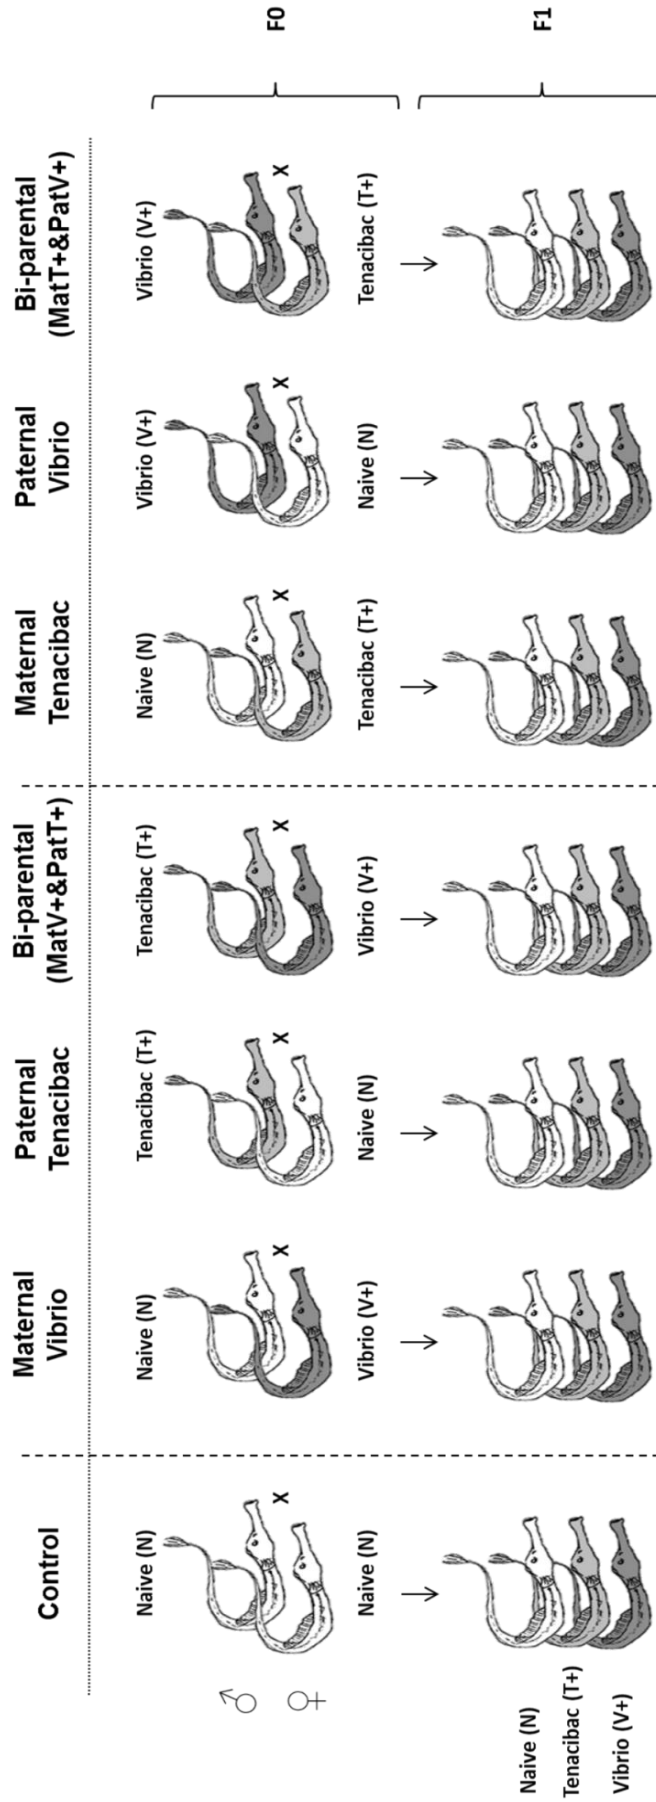 Control
Maternal
Vibrio
Paternal
Tenacibac
Bi-parental
(MatV+&PatT+)
Maternal
Tenacibac
Paternal
Vibrio
Bi-parental
(MatT+&PatV+)
♂
Naive (N)
Naive (N)
Tenacibac (T+)
Tenacibac (T+)
Naive (N)
Vibrio (V+)
Vibrio (V+)
F0
X
X
X
X
X
X
X
♀
Naive (N)
Vibrio (V+)
Naive (N)
Vibrio (V+)
Tenacibac (T+)
Naive (N)
Tenacibac (T+)
Naive (N)
Tenacibac (T+)
Vibrio (V+)
F1